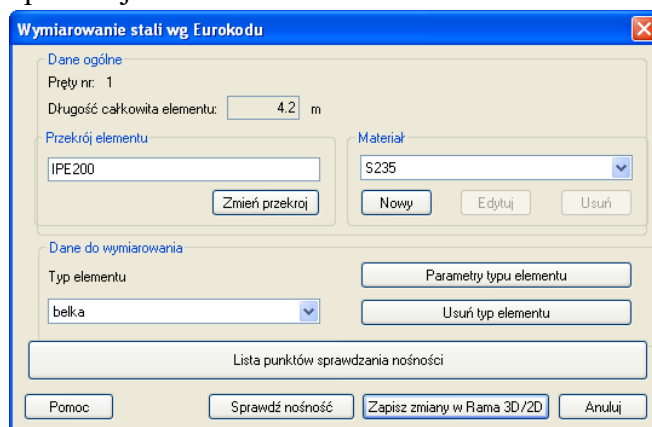 Wymiarowanie stali wg Eurokodu
Dane ogólne
Pręty nr: 1
Długość całkowita elementu: 4.2 m
Przekrój elementu
IPE200
Zmień przekroj
Materiał
S235
Nowy Edytuj Usuń
Dane do wymiarowania
Typ elementu
belka
Parametry typu elementu
Usuń typ elementu
Lista punktów sprawdzania nośności
Pomoc Sprawdź nośność Zapisz zmiany w Rama 3D/2D Anuluj